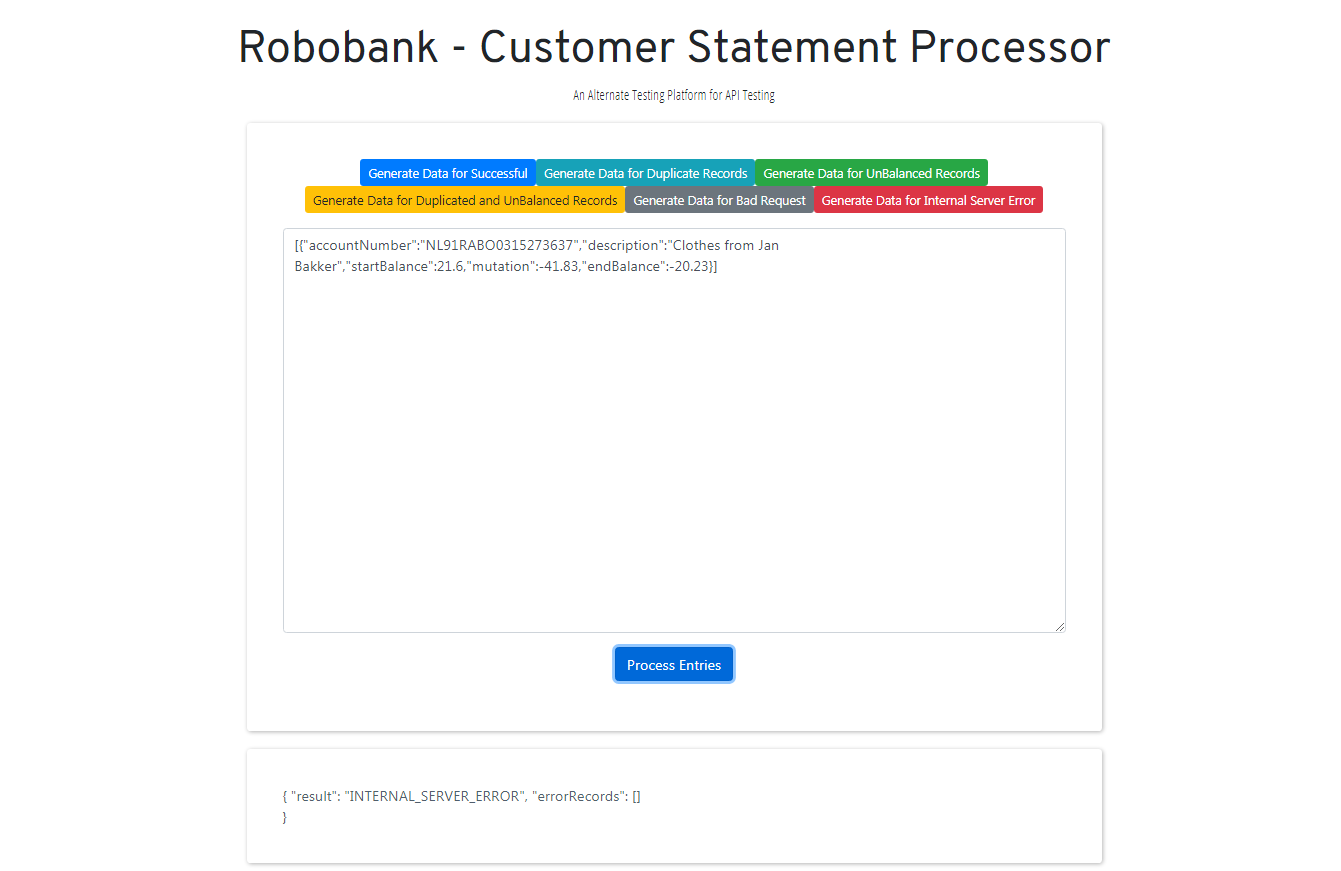 Robobank - Customer Statement Processor
An Alternate Testing Platform for API Testing
Generate Data for Successful Generate Data for Duplicate Records Generate Data for UnBalanced Records
Generate Data for Duplicated and UnBalanced Records Generate Data for Bad Request Generate Data for Internal Server Error
[{"accountNumber":"NL91RABO0315273637","description":"Clothes from Jan
Bakker","startBalance":21.6,"mutation":-41.83,"endBalance":-20.23}]
Process Entries
{ "result": "INTERNAL_SERVER_ERROR", "errorRecords": []
}